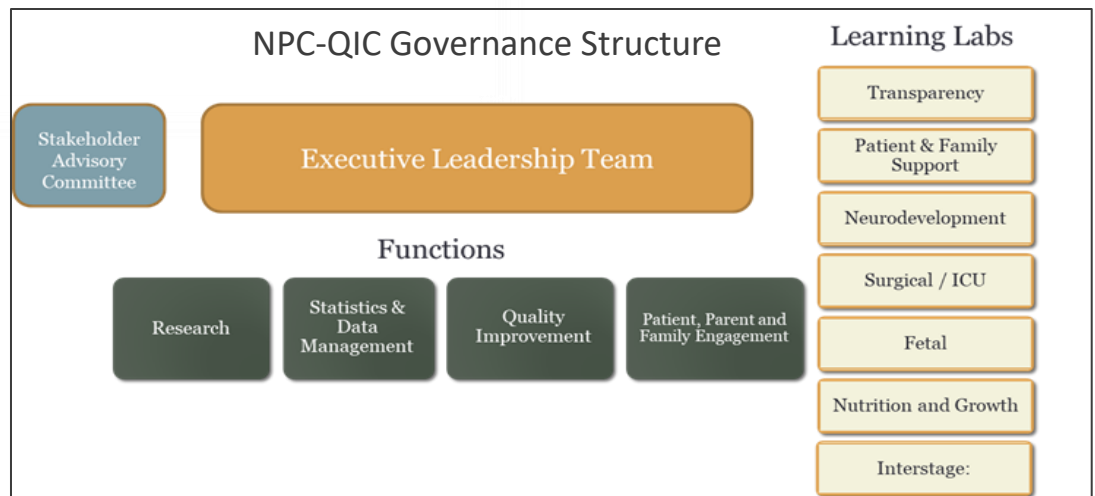 NPC-QIC Governance Structure
Stakeholder
Advisory
Committee
Executive Leadership Team
Functions
Research
Statistics &
Data
Management
Quality
Improvement
Patient, Parent and
Family Engagement
Learning Labs
Transparency
Patient & Family
Support
Neurodevelopment
Surgical / ICU
Fetal
Nutrition and Growth
Interstage: